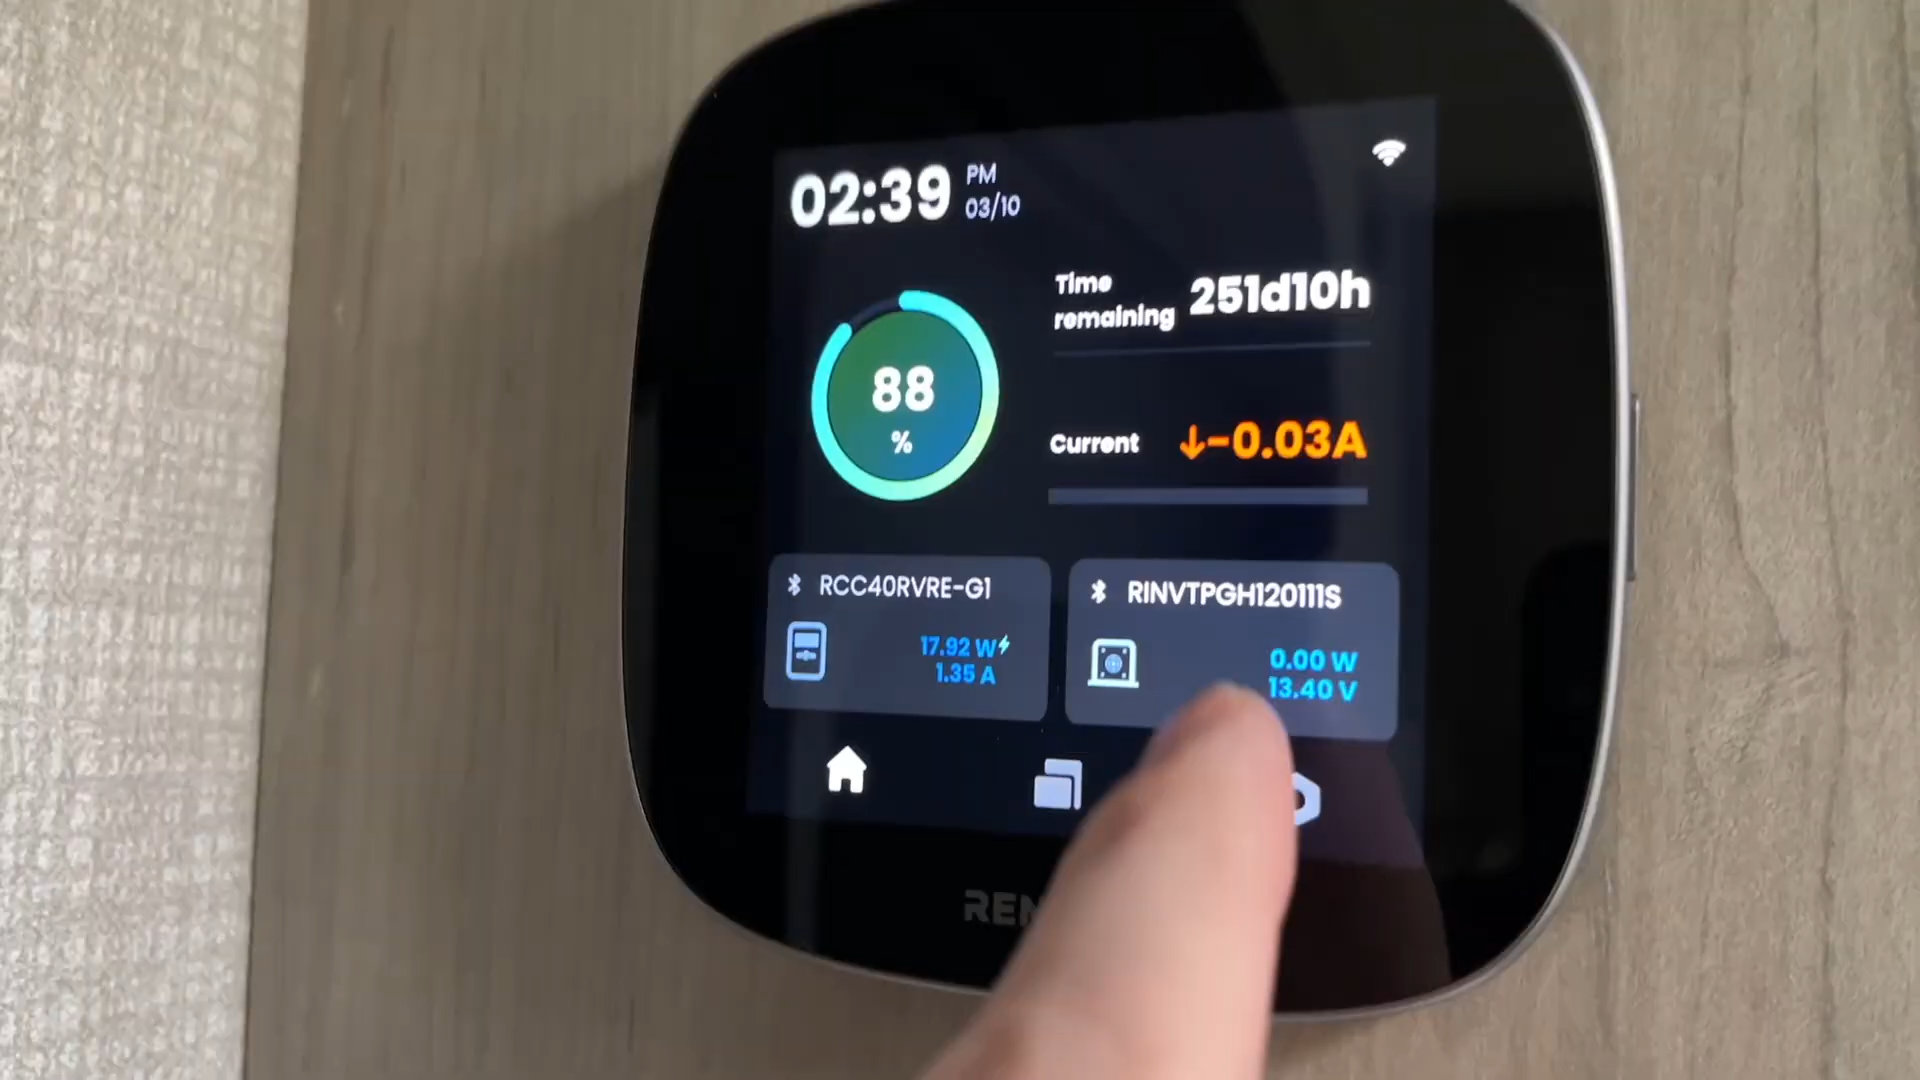 02:39 PM
03/10
Time
remaining 251d10h
88
%
Current ↓-0.03A
RCC40RVRE-G1
17.92 W
1.35 A
RINVTPGH120111S
0.00 W
13.40 V